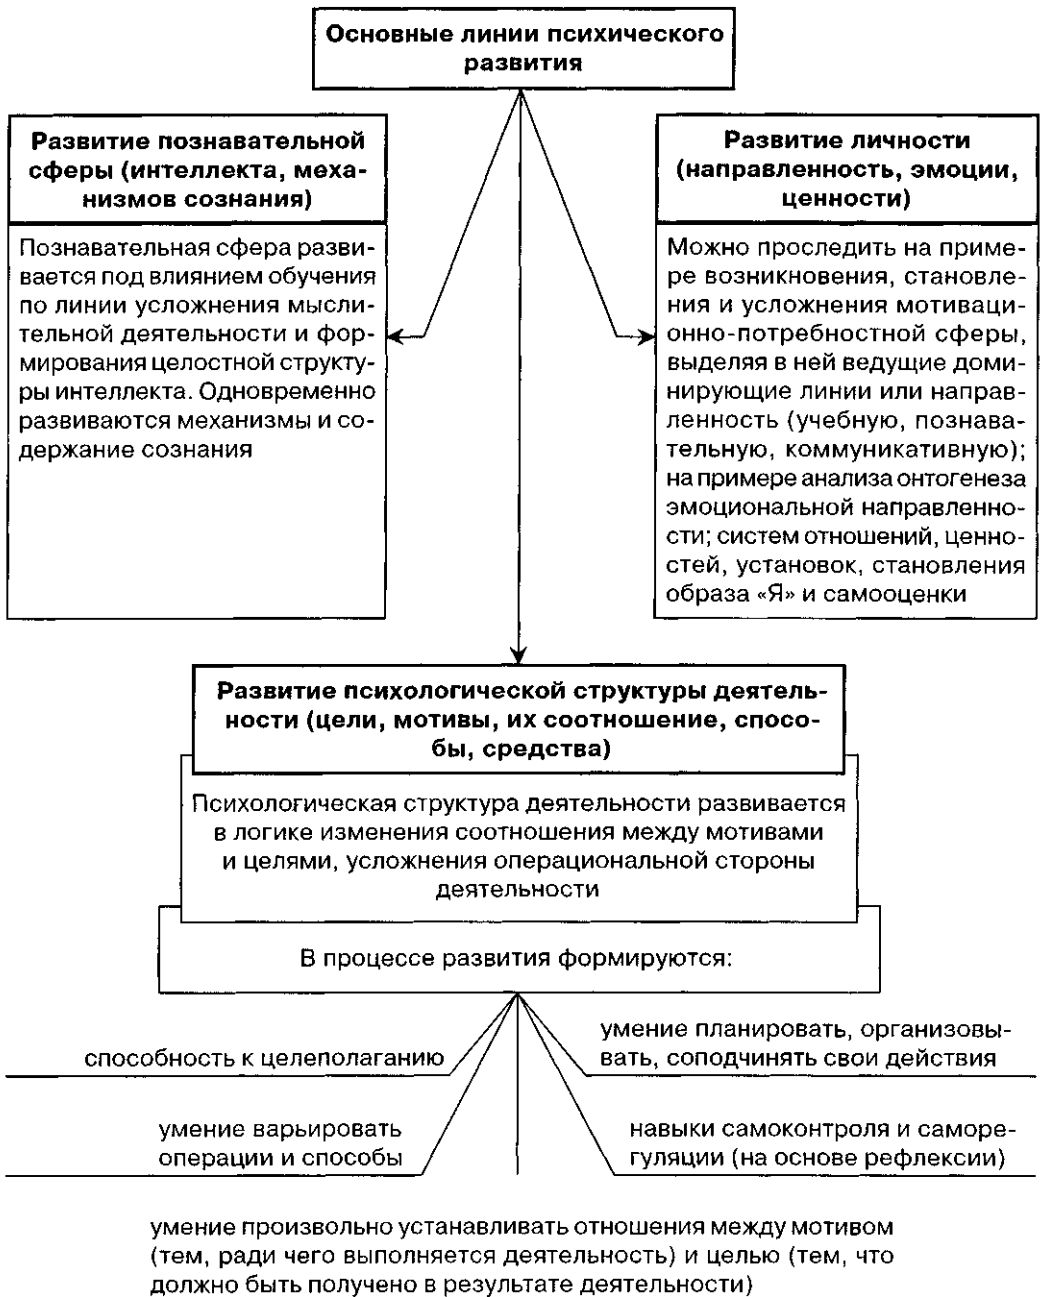 Основные линии психического
развития
Развитие познавательной
сферы (интеллекта, меха-
низмов сознания)
Познавательная сфера разви-
вается под влиянием обучения
по линии усложнения мысли-
тельной деятельности и фор-
мирования целостной структу-
ры интеллекта. Одновременно
развиваются механизмы и со-
держание сознания
Развитие личности
(направленность, эмоции,
ценности)
Можно проследить на приме-
ре возникновения, становле-
ния и усложнения мотиваци-
онно-потребностной сферы,
выделяя в ней ведущие доми-
нирующие линии или направ-
ленность (учебную, познава-
тельную, коммуникативную);
на примере анализа онтогенеза
эмоциональной направленно-
сти; систем отношений, ценно-
стей, установок, становления
образа «Я» и самооценки
Развитие психологической структуры деятель-
ности (цели, мотивы, их соотношение, спосо-
бы, средства)
Психологическая структура деятельности развивается
в логике изменения соотношения между мотивами
и целями, усложнения операциональной стороны
деятельности
В процессе развития формируются:
способность к целеполаганию
умение планировать, организовы-
вать, соподчинять свои действия
умение варьировать
операции и способы
навыки самоконтроля и саморе-
гуляции (на основе рефлексии)
умение произвольно устанавливать отношения между мотивом
(тем, ради чего выполняется деятельность) и целью (тем, что
должно быть получено в результате деятельности)